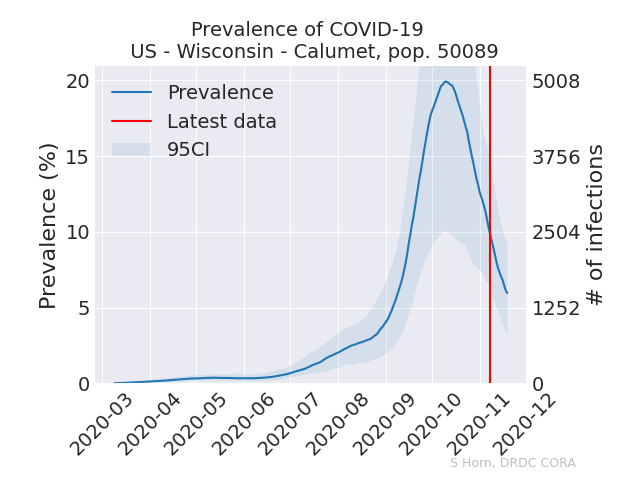 Prevalence of COVID-19
US - Wisconsin - Calumet, pop. 50089
Prevalence
Latest data
95CI
Prevalence (%)
20
15
10
5
0
5008
3756
2504
1252
0
# of infections
2020-03
2020-04
2020-05
2020-06
2020-07
2020-08
2020-09
2020-10
2020-11
2020-12
S Horn, DRDC CORA